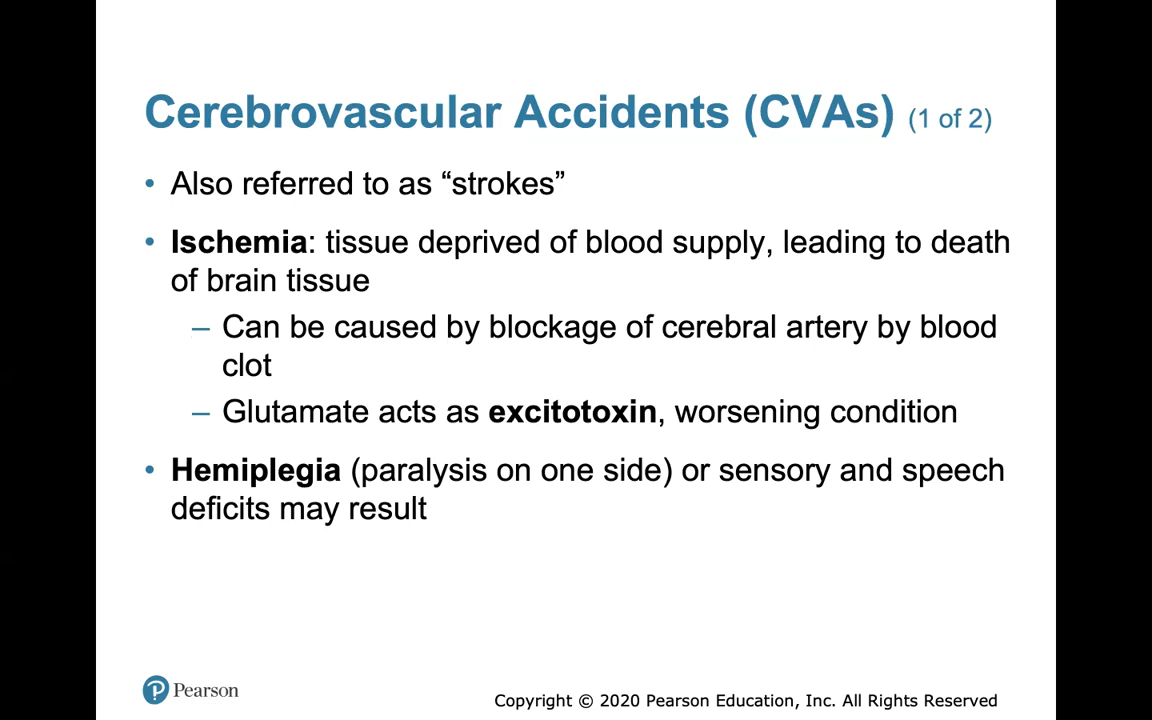 Cerebrovascular Accidents (CVAs) (1 of 2)
• Also referred to as “strokes”
• Ischemia: tissue deprived of blood supply, leading to death
of brain tissue
– Can be caused by blockage of cerebral artery by blood
clot
– Glutamate acts as excitotoxin, worsening condition
• Hemiplegia (paralysis on one side) or sensory and speech
deficits may result
Pearson
Copyright © 2020 Pearson Education, Inc. All Rights Reserved